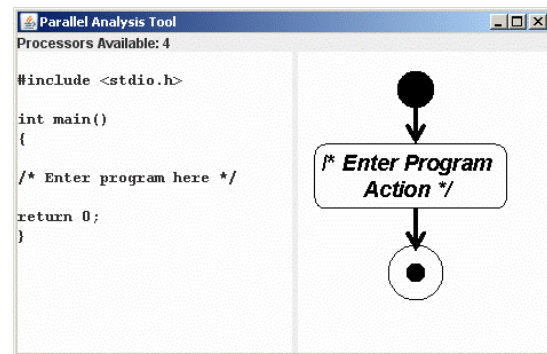 Parallel Analysis Tool
Processors Available: 4
#include <stdio.h>
int main()
{
/* Enter program here */
return 0;
}
/* Enter Program
Action */